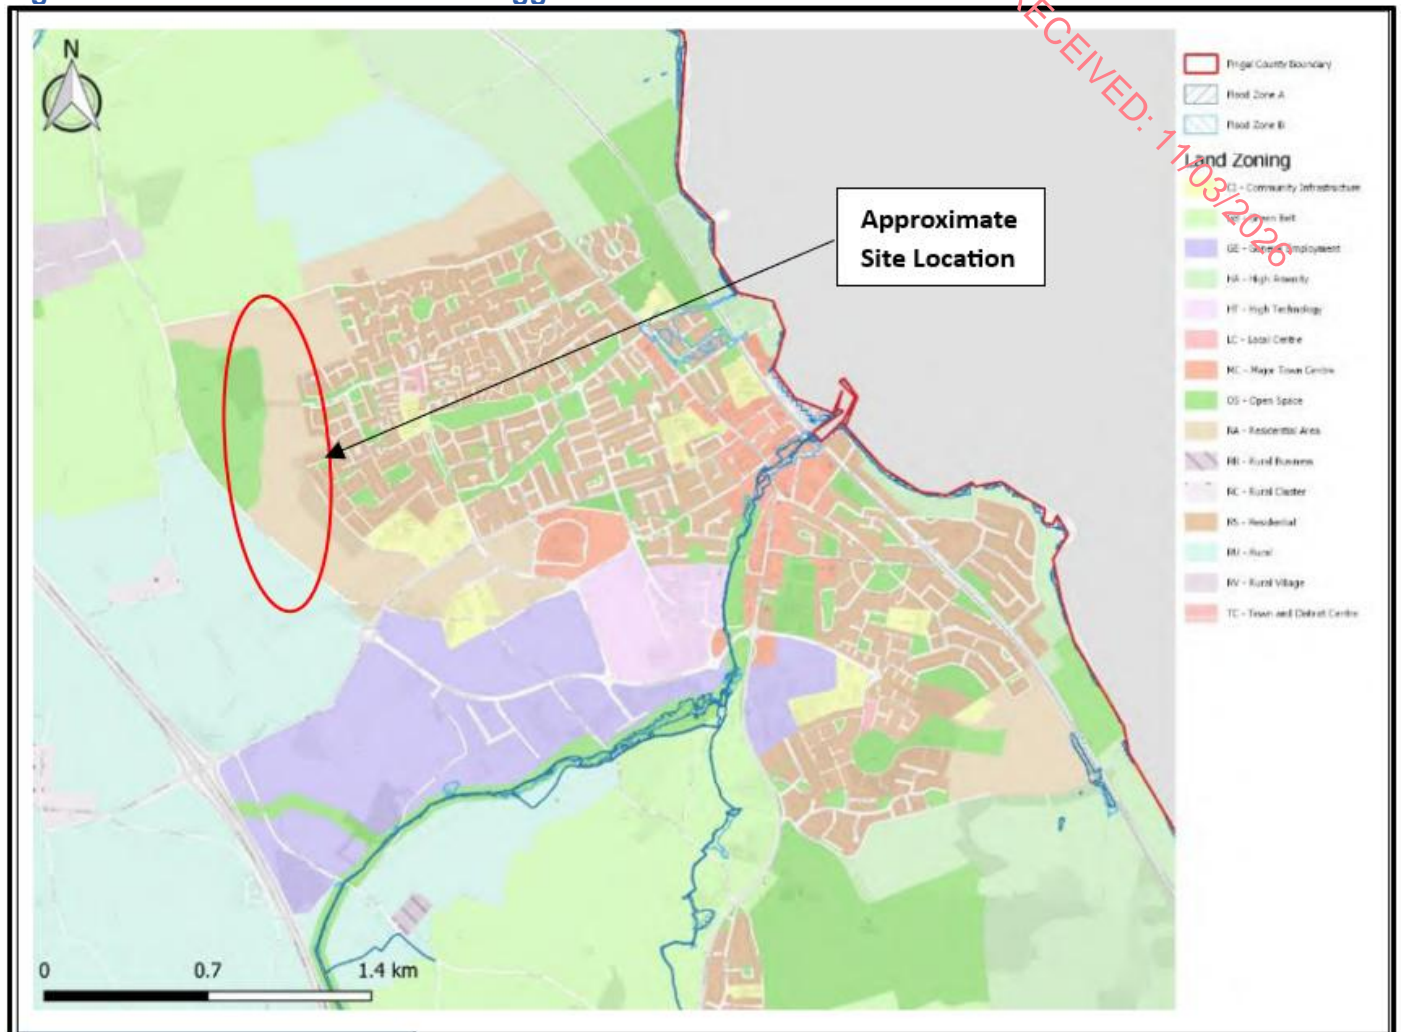 N
RECEIVED: 11/03/2026
Approximate
Site Location
Fingal County Boundary
Flood Zone A
Flood Zone B
Land Zoning
CI - Community Infrastructure
Green Belt
GE - General Employment
HA - High Amenity
HT - High Technology
LC - Local Centre
MC - Major Town Centre
OS - Open Space
RA - Residential Area
RB - Rural Business
RC - Rural Cluster
RS - Residential
RU - Rural
RV - Rural Village
TC - Town and District Centre
0 0.7 1.4 km